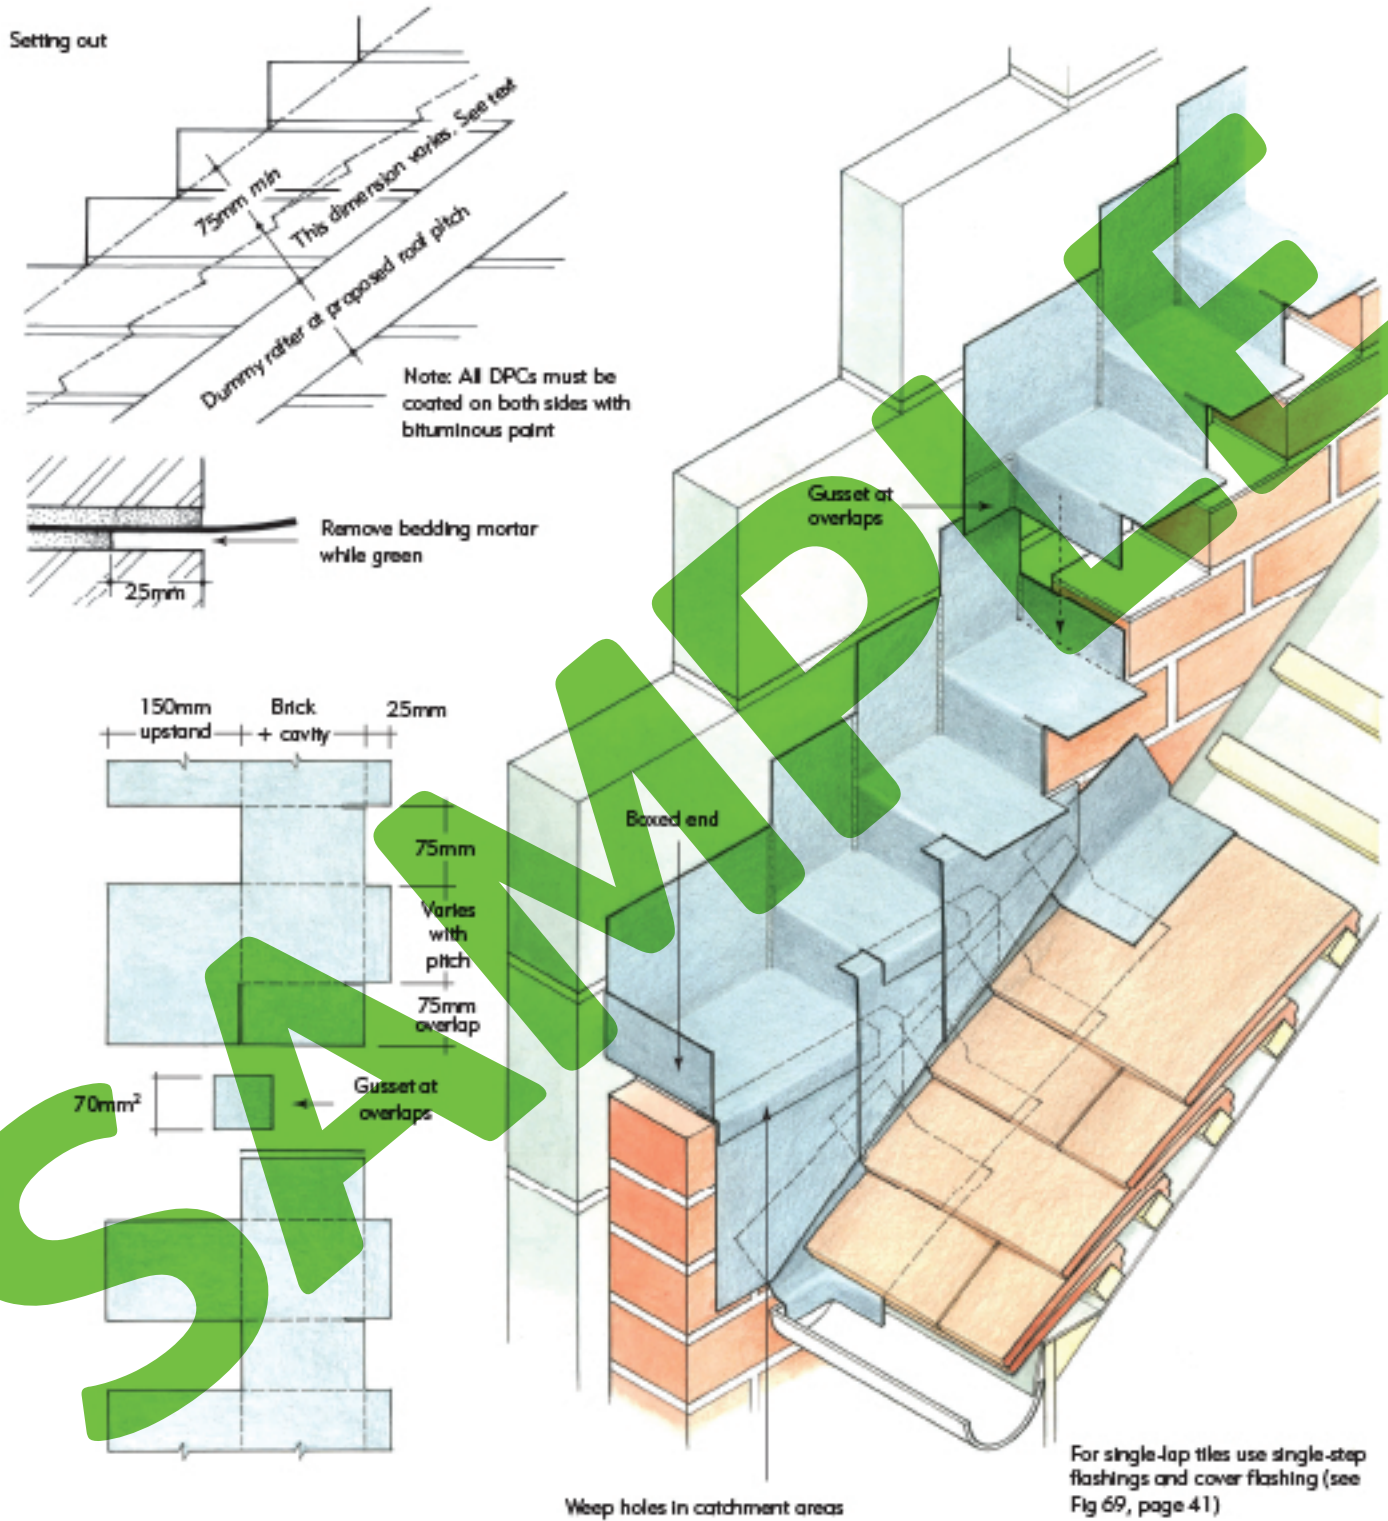 Setting out
75mm min
This dimension varies. See text
Dummy rafter at proposed roof pitch
Note: All DPCs must be
coated on both sides with
bituminous paint
Remove bedding mortar
while green
25mm
150mm
upstand
Brick
+ cavity
25mm
75mm
Varies
with
pitch
75mm
overlap
70mm²
Gusset at
overlaps
Gusset at
overlaps
Boxed end
Weep holes in catchment areas
For single-lap tiles use single-step
flashings and cover flashing (see
Fig 69, page 41)
SAMPLE